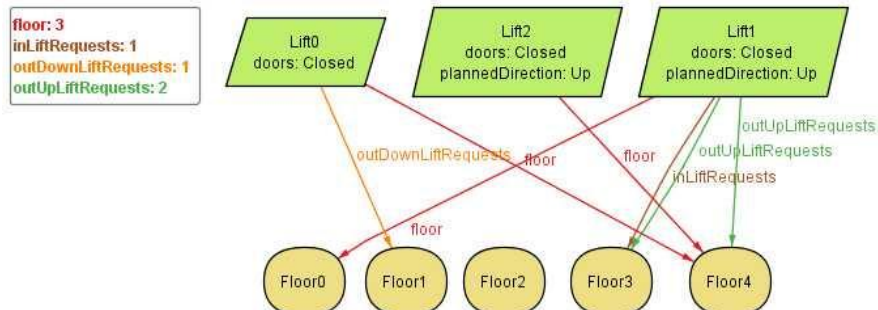 floor: 3
inLiftRequests: 1
outDownLiftRequests: 1
outUpLiftRequests: 2
Lift0
doors: Closed
Lift2
doors: Closed
plannedDirection: Up
Lift1
doors: Closed
plannedDirection: Up
outUpLiftRequests
outDownLiftRequests
floor
floor
outUpLiftRequests
inLiftRequests
floor
Floor0
Floor1
Floor2
Floor3
Floor4